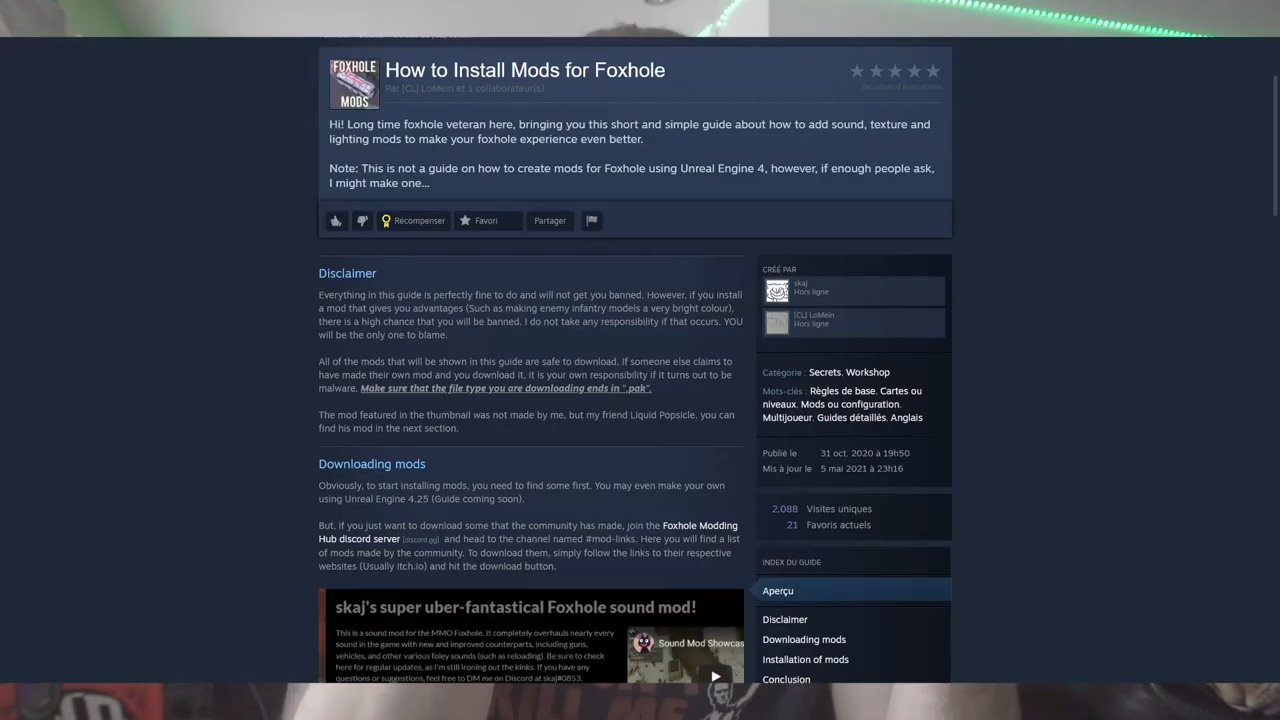 FOXHOLE
MODS
How to Install Mods for Foxhole
Par [CL] LoMein et 1 collaborateur(s)
Pas assez d'évaluations
Hi! Long time foxhole veteran here, bringing you this short and simple guide about how to add sound, texture and
lighting mods to make your foxhole experience even better.
Note: This is not a guide on how to create mods for Foxhole using Unreal Engine 4, however, if enough people ask,
I might make one...
Récompenser
Favori
Partager
Disclaimer
Everything in this guide is perfectly fine to do and will not get you banned. However, if you install
a mod that gives you advantages (Such as making enemy infantry models a very bright colour),
there is a high chance that you will be banned. I do not take any responsibility if that occurs. YOU
will be the only one to blame.
All of the mods that will be shown in this guide are safe to download. If someone else claims to
have made their own mod and you download it, it is your own responsibility if it turns out to be
malware. Make sure that the file type you are downloading ends in ".pak".
The mod featured in the thumbnail was not made by me, but my friend Liquid Popsicle, you can
find his mod in the next section.
Downloading mods
Obviously, to start installing mods, you need to find some first. You may even make your own
using Unreal Engine 4.25 (Guide coming soon).
But, if you just want to download some that the community has made, join the Foxhole Modding
Hub discord server [discord.gg] and head to the channel named #mod-links. Here you will find a list
of mods made by the community. To download them, simply follow the links to their respective
websites (Usually itch.io) and hit the download button.
skaj's super uber-fantastical Foxhole sound mod!
This is a sound mod for the MMO Foxhole. It completely overhauls nearly every
sound in the game with new and improved counterparts, including guns,
vehicles, and other various foley sounds (such as reloading). Be sure to check
here for regular updates, as I'm still ironing out the kinks. If you have any
questions or suggestions, feel free to DM me on Discord at skaj#0853.
Sound Mod Showcas
CRÉÉ PAR
skaj
Hors ligne
[CL] LoMein
Hors ligne
Catégorie : Secrets, Workshop
Mots-clés : Règles de base, Cartes ou
niveaux, Mods ou configuration,
Multijoueur, Guides détaillés, Anglais
Publié le 31 oct. 2020 à 19h50
Mis à jour le 5 mai 2021 à 23h16
2,088 Visites uniques
21 Favoris actuels
INDEX DU GUIDE
Aperçu
Disclaimer
Downloading mods
Installation of mods
Conclusion
KILL ME